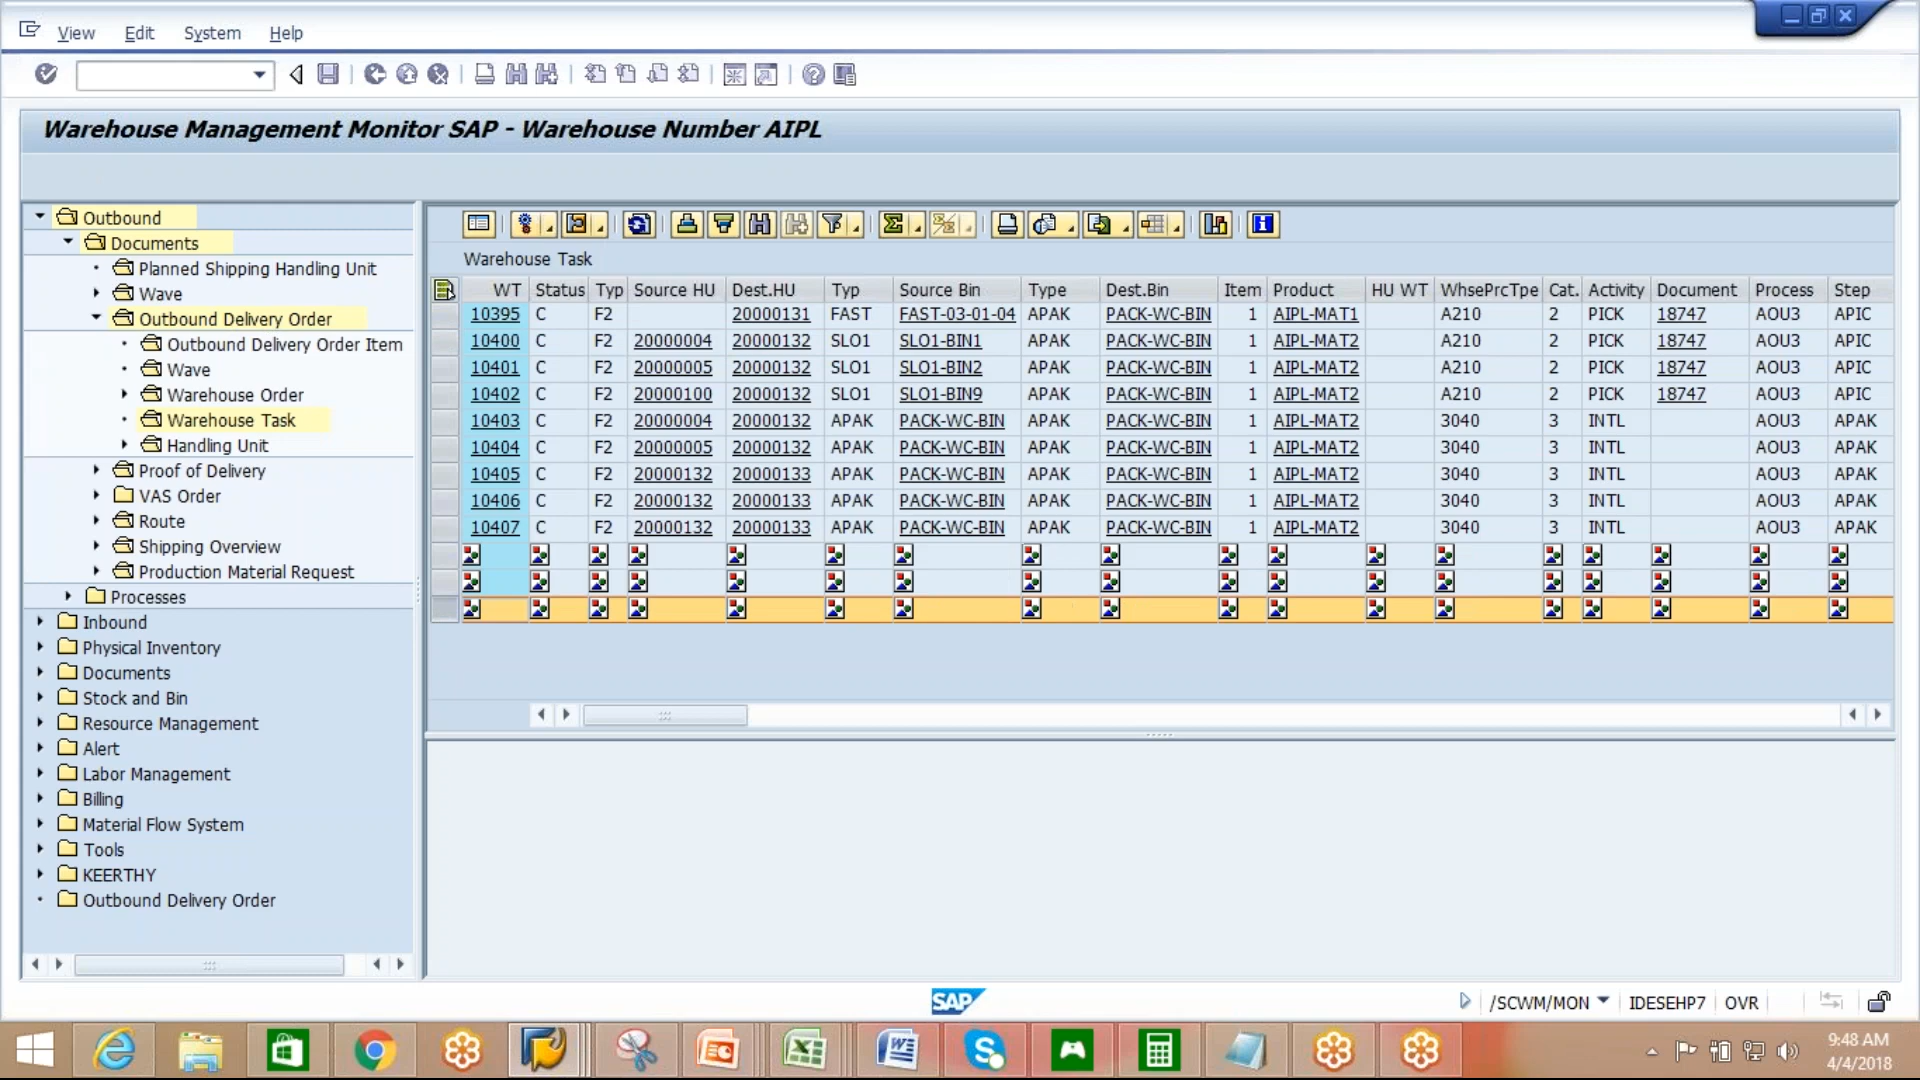 View Edit System Help
Warehouse Management Monitor SAP - Warehouse Number AIPL
Outbound
Documents
Planned Shipping Handling Unit
Wave
Outbound Delivery Order
Outbound Delivery Order Item
Wave
Warehouse Order
Warehouse Task
Handling Unit
Proof of Delivery
VAS Order
Route
Shipping Overview
Production Material Request
Processes
Inbound
Physical Inventory
Documents
Stock and Bin
Resource Management
Alert
Labor Management
Billing
Material Flow System
Tools
KEERTHY
Outbound Delivery Order
Warehouse Task
WT Status Typ Source HU Dest.HU Typ Source Bin Type Dest.Bin Item Product HU WT WhsePrcTpe Cat. Activity Document Process Step
10395 C F2 20000131 FAST FAST-03-01-04 APAK PACK-WC-BIN 1 AIPL-MAT1 A210 2 PICK 18747 AOU3 APIC
10400 C F2 20000004 20000132 SLO1 SLO1-BIN1 APAK PACK-WC-BIN 1 AIPL-MAT2 A210 2 PICK 18747 AOU3 APIC
10401 C F2 20000005 20000132 SLO1 SLO1-BIN2 APAK PACK-WC-BIN 1 AIPL-MAT2 A210 2 PICK 18747 AOU3 APIC
10402 C F2 20000100 20000132 SLO1 SLO1-BIN9 APAK PACK-WC-BIN 1 AIPL-MAT2 A210 2 PICK 18747 AOU3 APIC
10403 C F2 20000004 20000132 APAK PACK-WC-BIN APAK PACK-WC-BIN 1 AIPL-MAT2 3040 3 INTL AOU3 APAK
10404 C F2 20000005 20000132 APAK PACK-WC-BIN APAK PACK-WC-BIN 1 AIPL-MAT2 3040 3 INTL AOU3 APAK
10405 C F2 20000132 20000133 APAK PACK-WC-BIN APAK PACK-WC-BIN 1 AIPL-MAT2 3040 3 INTL AOU3 APAK
10406 C F2 20000132 20000133 APAK PACK-WC-BIN APAK PACK-WC-BIN 1 AIPL-MAT2 3040 3 INTL AOU3 APAK
10407 C F2 20000132 20000133 APAK PACK-WC-BIN APAK PACK-WC-BIN 1 AIPL-MAT2 3040 3 INTL AOU3 APAK
SAP /SCWM/MON IDESEHP7 OVR
9:48 AM
4/4/2018